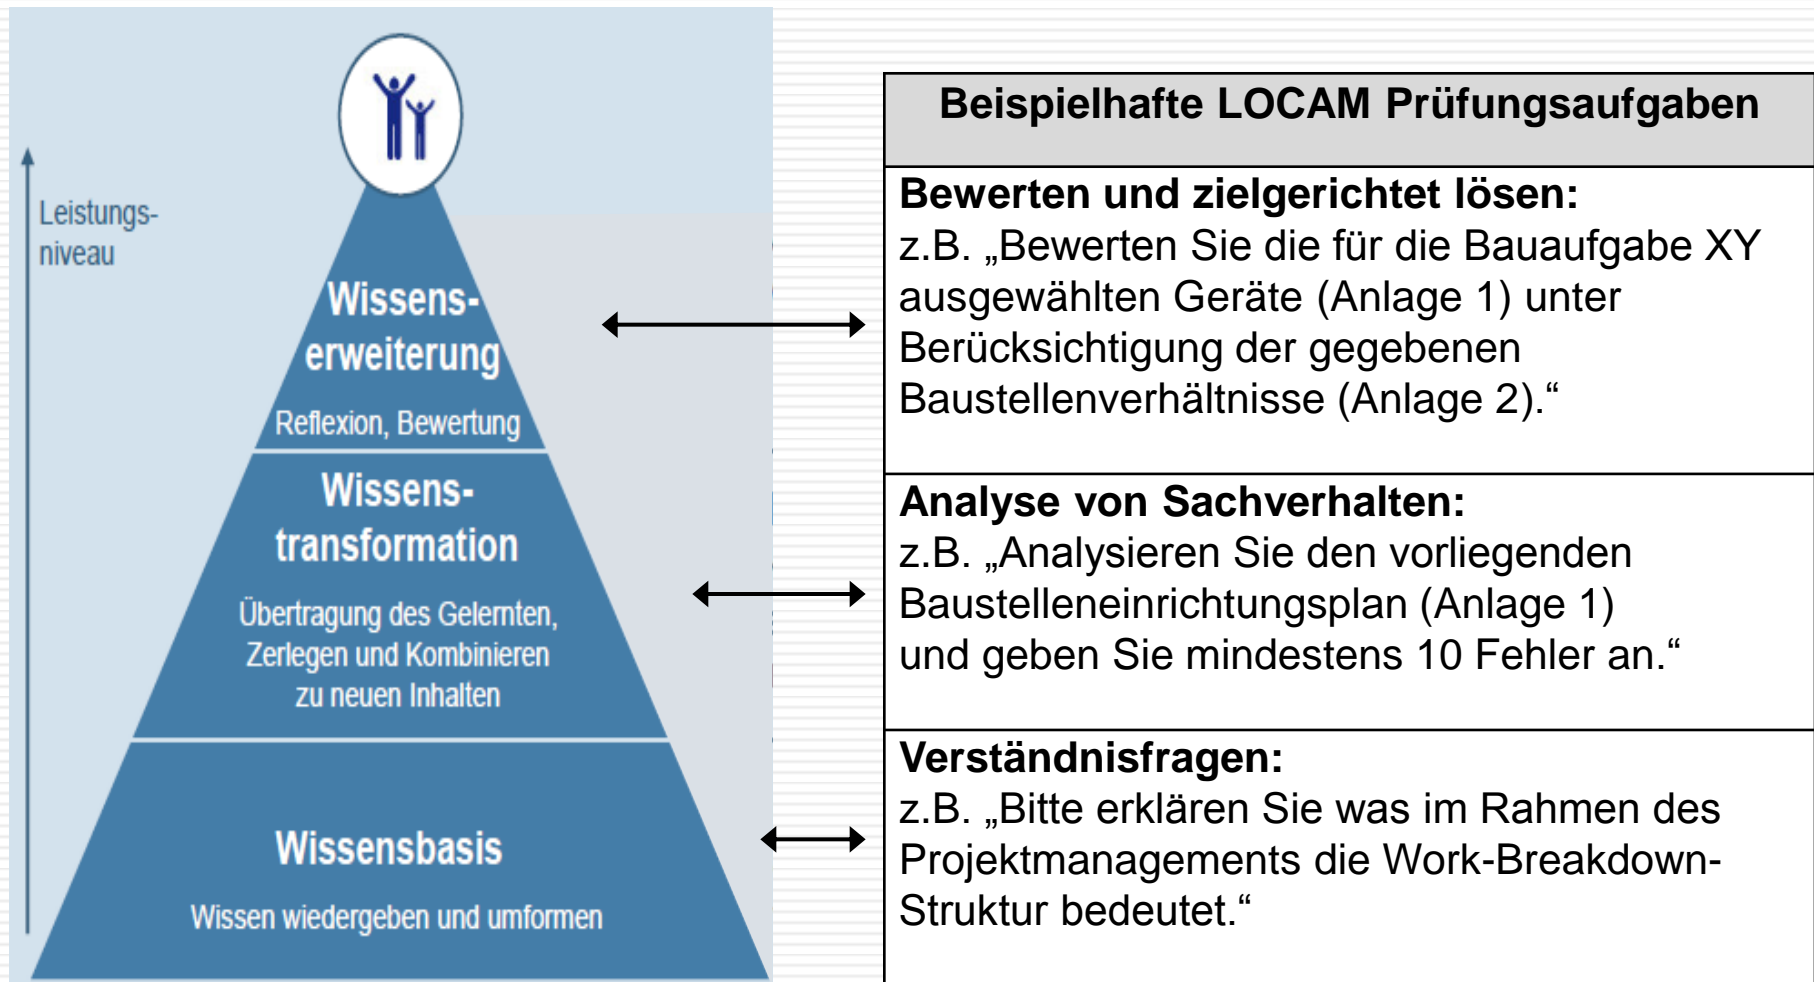 Leistungs-
niveau
Wissens-
erweiterung
Reflexion, Bewertung
Wissens-
transformation
Übertragung des Gelernten,
Zerlegen und Kombinieren
zu neuen Inhalten
Wissensbasis
Wissen wiedergeben und umformen
Beispielhafte LOCAM Prüfungsaufgaben
Bewerten und zielgerichtet lösen:
z.B. „Bewerten Sie die für die Bauaufgabe XY
ausgewählten Geräte (Anlage 1) unter
Berücksichtigung der gegebenen
Baustellenverhältnisse (Anlage 2).“
Analyse von Sachverhalten:
z.B. „Analysieren Sie den vorliegenden
Baustelleneinrichtungsplan (Anlage 1)
und geben Sie mindestens 10 Fehler an.“
Verständnisfragen:
z.B. „Bitte erklären Sie was im Rahmen des
Projektmanagements die Work-Breakdown-
Struktur bedeutet.“